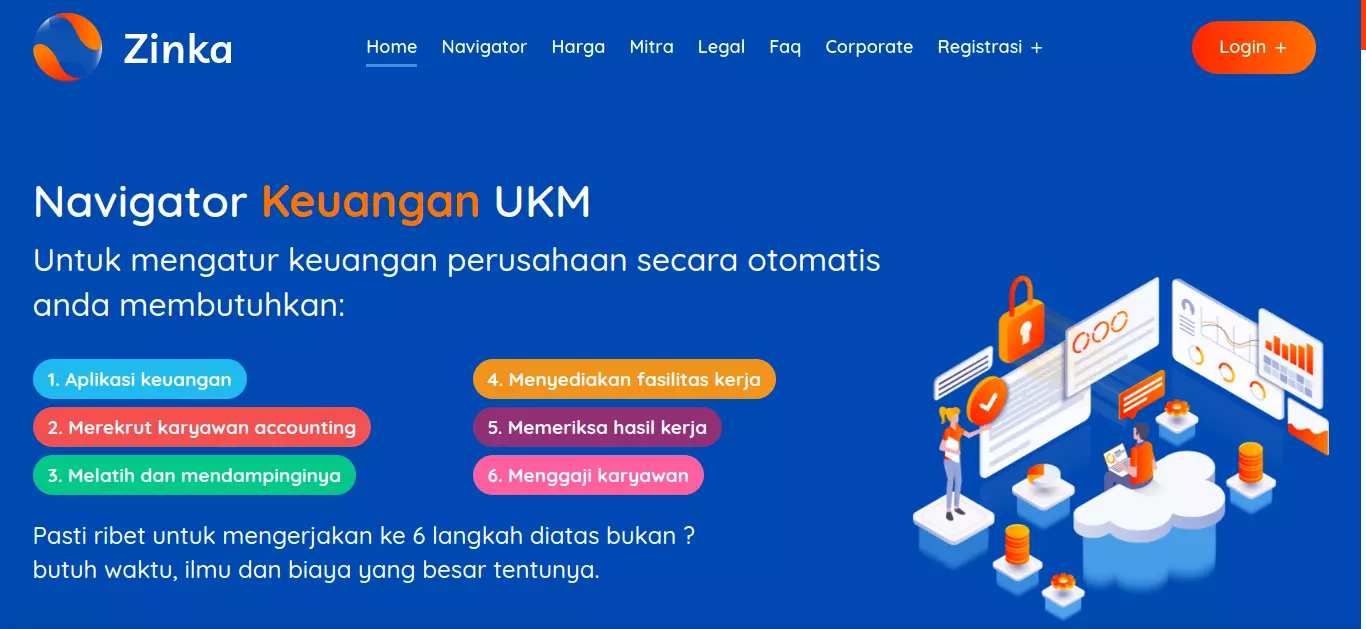 Zinka
Home Navigator Harga Mitra Legal Faq Corporate Registrasi +
Login +
Navigator Keuangan UKM
Untuk mengatur keuangan perusahaan secara otomatis
anda membutuhkan:
1. Aplikasi keuangan
2. Merekrut karyawan accounting
3. Melatih dan mendampinginya
4. Menyediakan fasilitas kerja
5. Memeriksa hasil kerja
6. Menggaji karyawan
Pasti ribet untuk mengerjakan ke 6 langkah diatas bukan ?
butuh waktu, ilmu dan biaya yang besar tentunya.